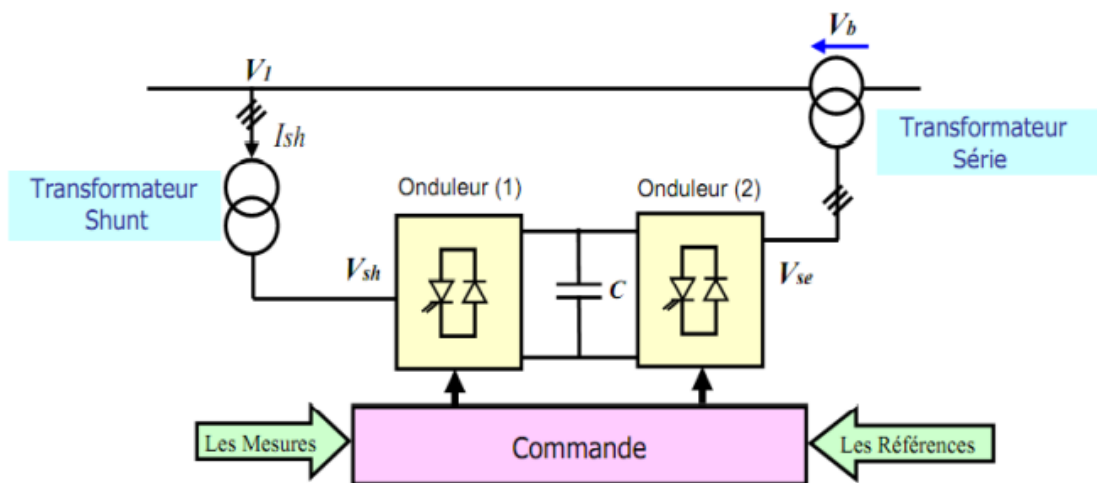 V1
Vb
Ish
Transformateur
Shunt
Transformateur
Série
Onduleur (1)
Onduleur (2)
Vsh
C
Vse
Les Mesures
Commande
Les Références